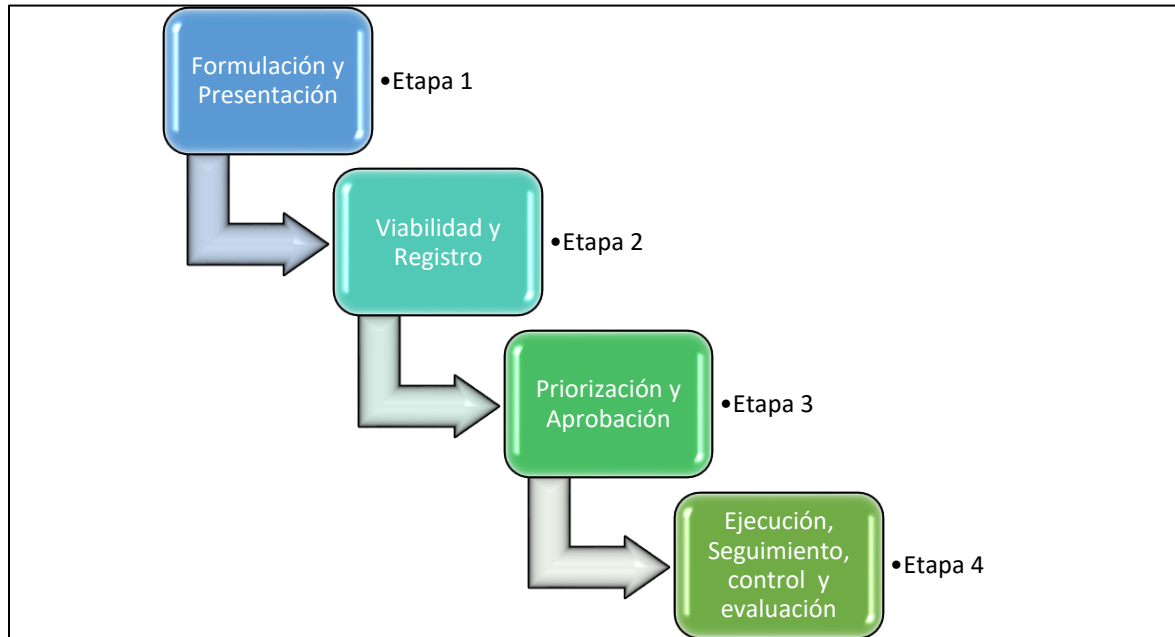 Formulación y
Presentación
•Etapa 1
Viabilidad y
Registro
•Etapa 2
Priorización y
Aprobación
•Etapa 3
Ejecución,
Seguimiento,
control y
evaluación
•Etapa 4